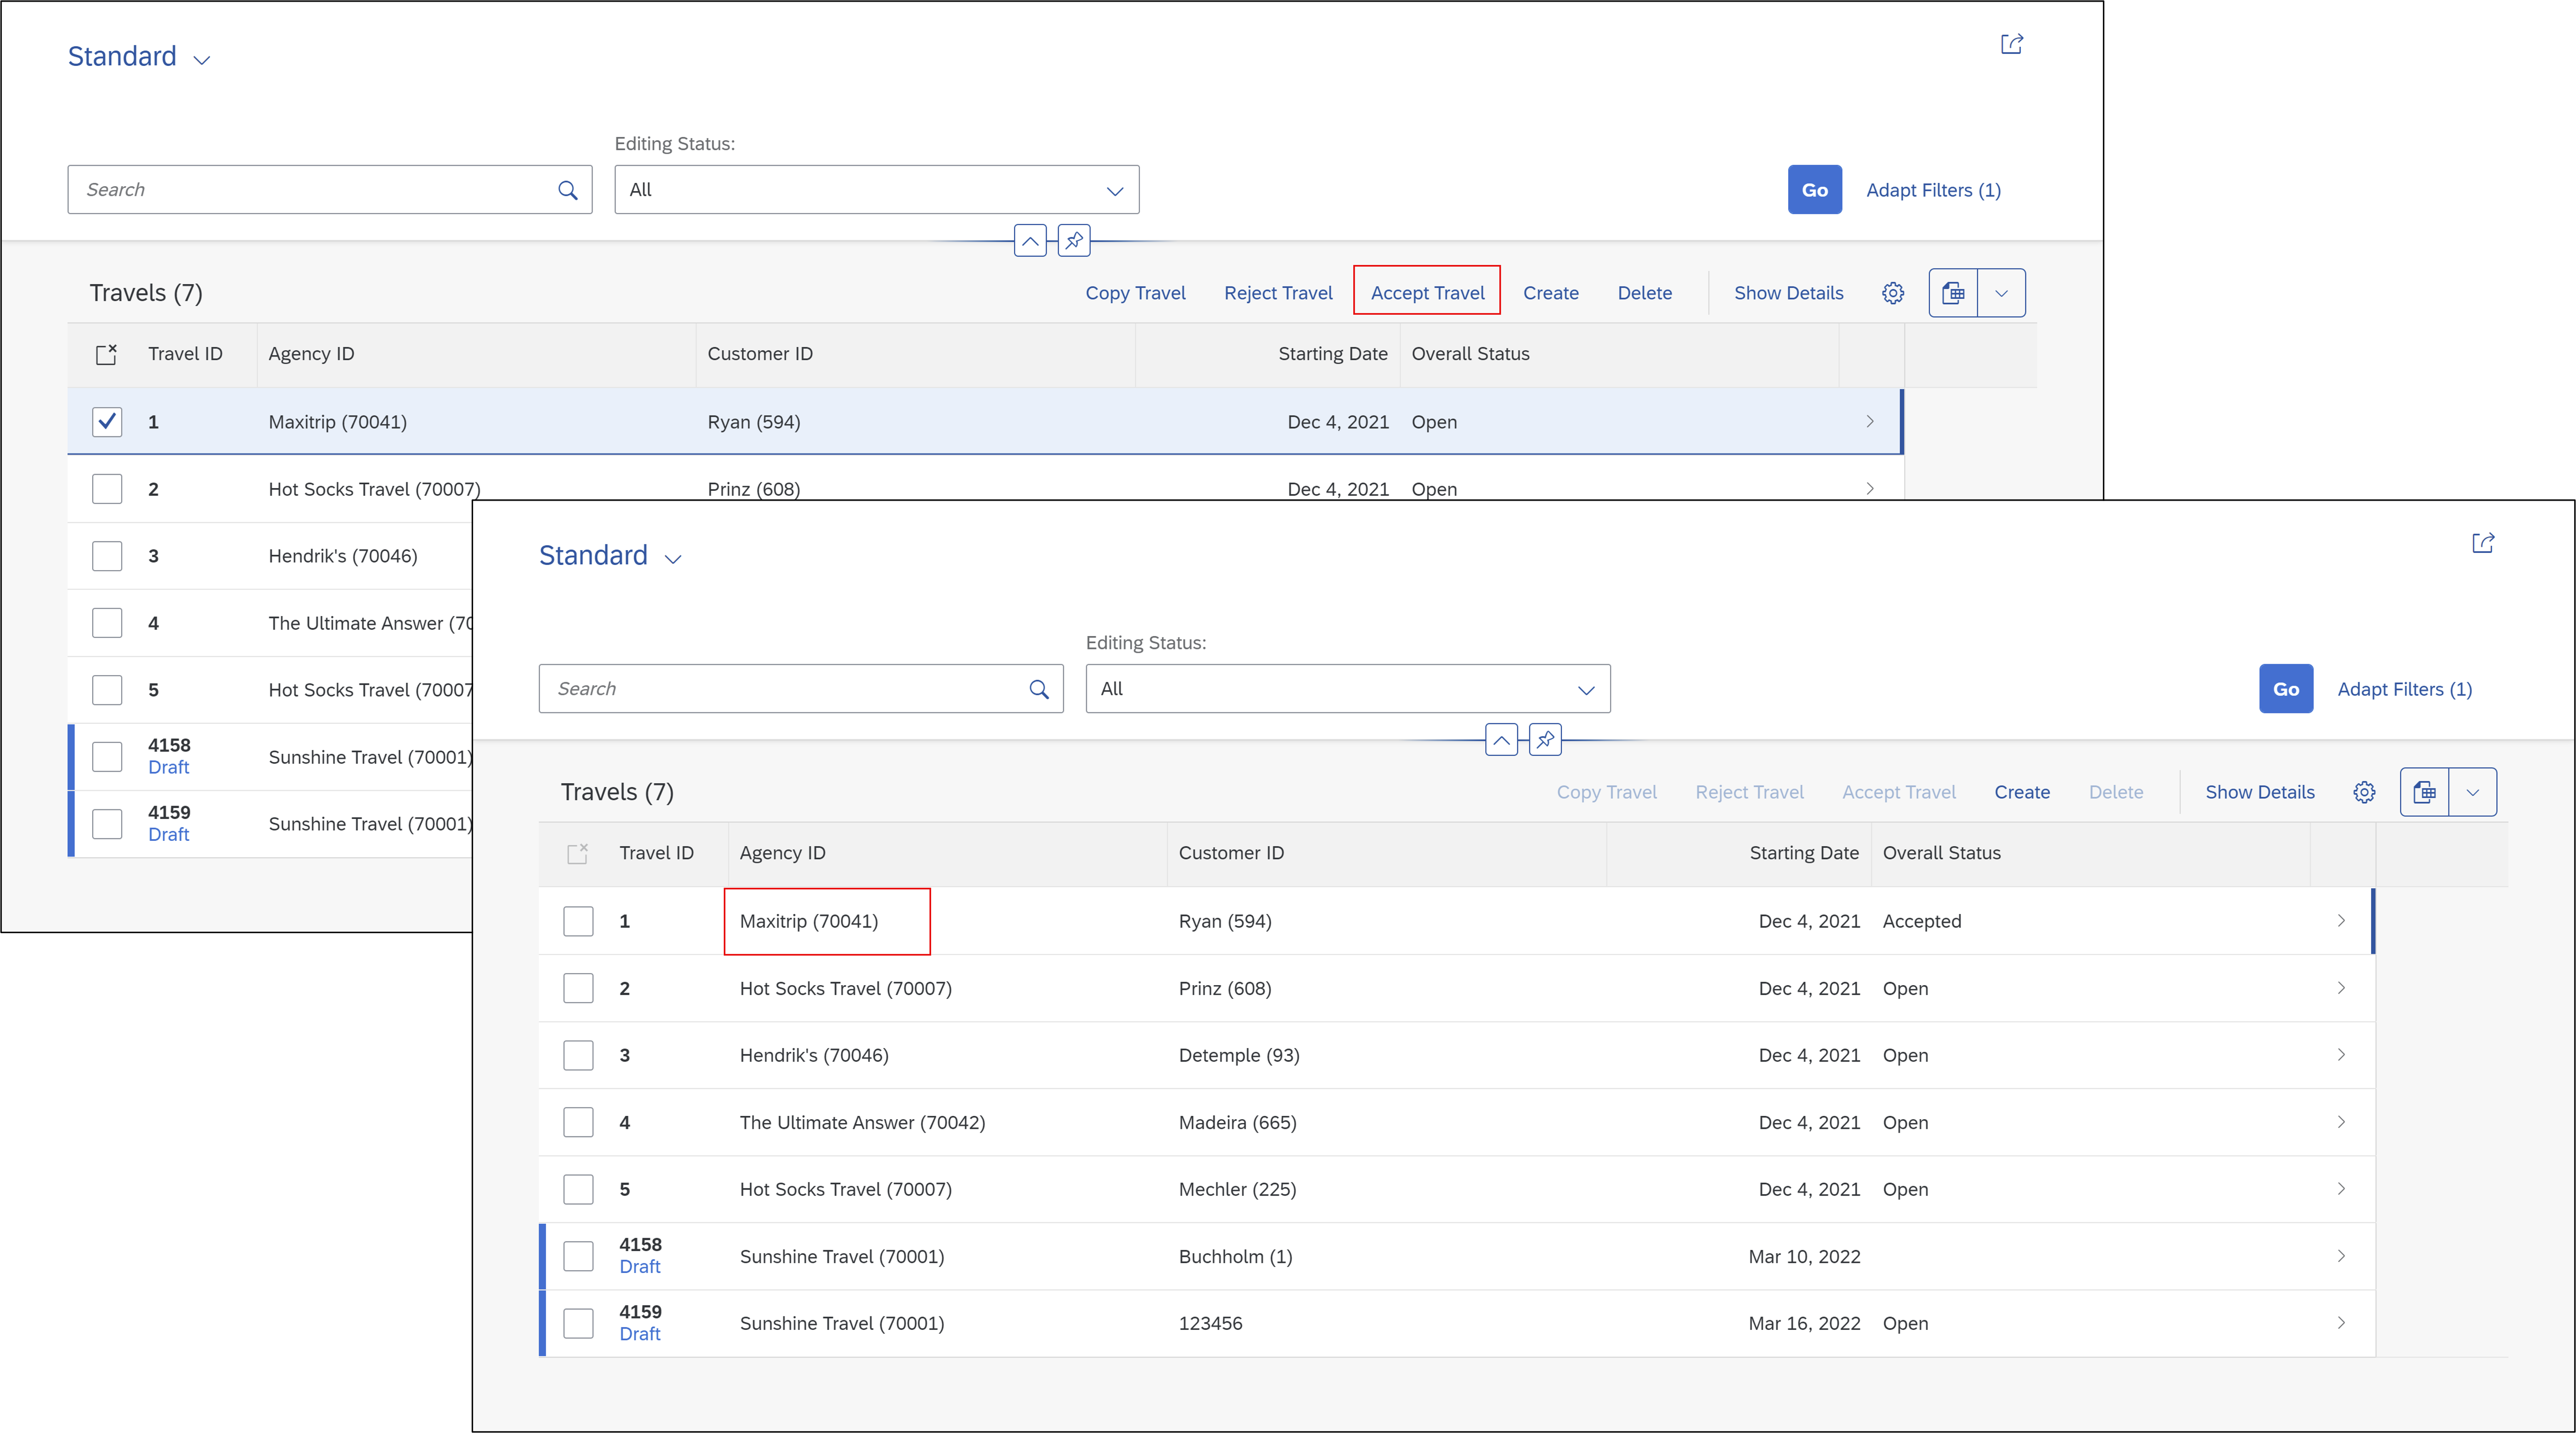 Standard
Editing Status:
Search All Go Adapt Filters (1)
Travels (7) Copy Travel Reject Travel Accept Travel Create Delete Show Details
Travel ID Agency ID Customer ID Starting Date Overall Status
1 Maxitrip (70041) Ryan (594) Dec 4, 2021 Open
2 Hot Socks Travel (70007) Prinz (608) Dec 4, 2021 Open
3 Hendrik's (70046)
4 The Ultimate Answer (70
5 Hot Socks Travel (70007
4158
Draft
Sunshine Travel (70001)
4159
Draft
Sunshine Travel (70001)
Standard
Editing Status:
Search All Go Adapt Filters (1)
Travels (7) Copy Travel Reject Travel Accept Travel Create Delete Show Details
Travel ID Agency ID Customer ID Starting Date Overall Status
1 Maxitrip (70041) Ryan (594) Dec 4, 2021 Accepted
2 Hot Socks Travel (70007) Prinz (608) Dec 4, 2021 Open
3 Hendrik's (70046) Detemple (93) Dec 4, 2021 Open
4 The Ultimate Answer (70042) Madeira (665) Dec 4, 2021 Open
5 Hot Socks Travel (70007) Mechler (225) Dec 4, 2021 Open
4158
Draft
Sunshine Travel (70001) Buchholm (1) Mar 10, 2022
4159
Draft
Sunshine Travel (70001) 123456 Mar 16, 2022 Open